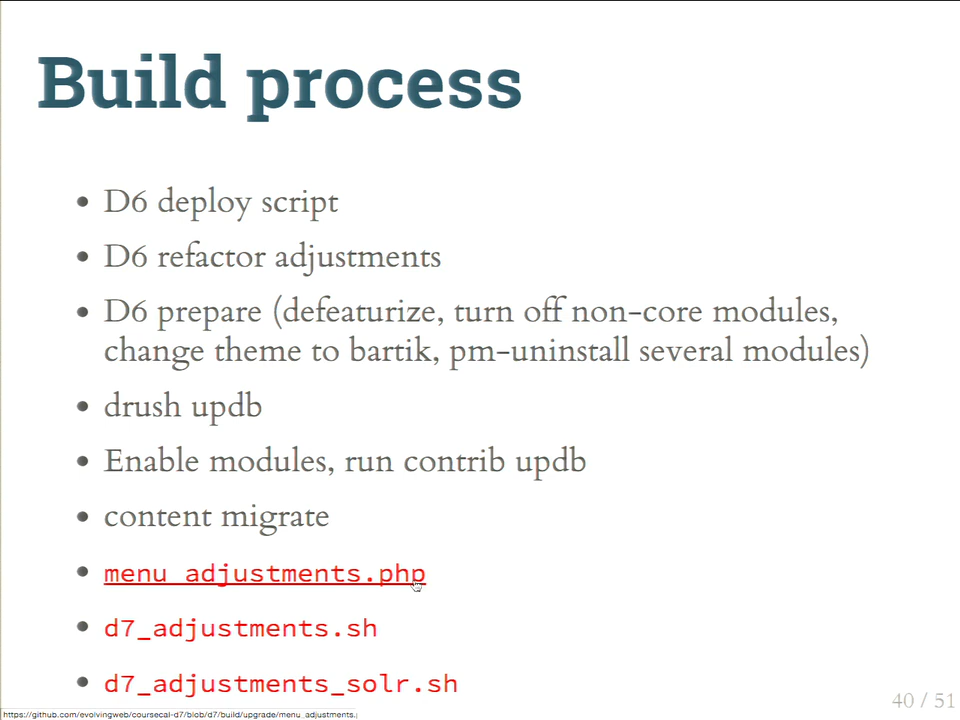 Build process
D6 deploy script
D6 refactor adjustments
D6 prepare (defeaturize, turn off non-core modules,
change theme to bartik, pm-uninstall several modules)
drush updb
Enable modules, run contrib updb
content migrate
menu_adjustments.php
d7_adjustments.sh
d7_adjustments_solr.sh
40 / 51
https://github.com/evolvingweb/coursecal-d7/blob/d7/build/upgrade/menu_adjustments.p